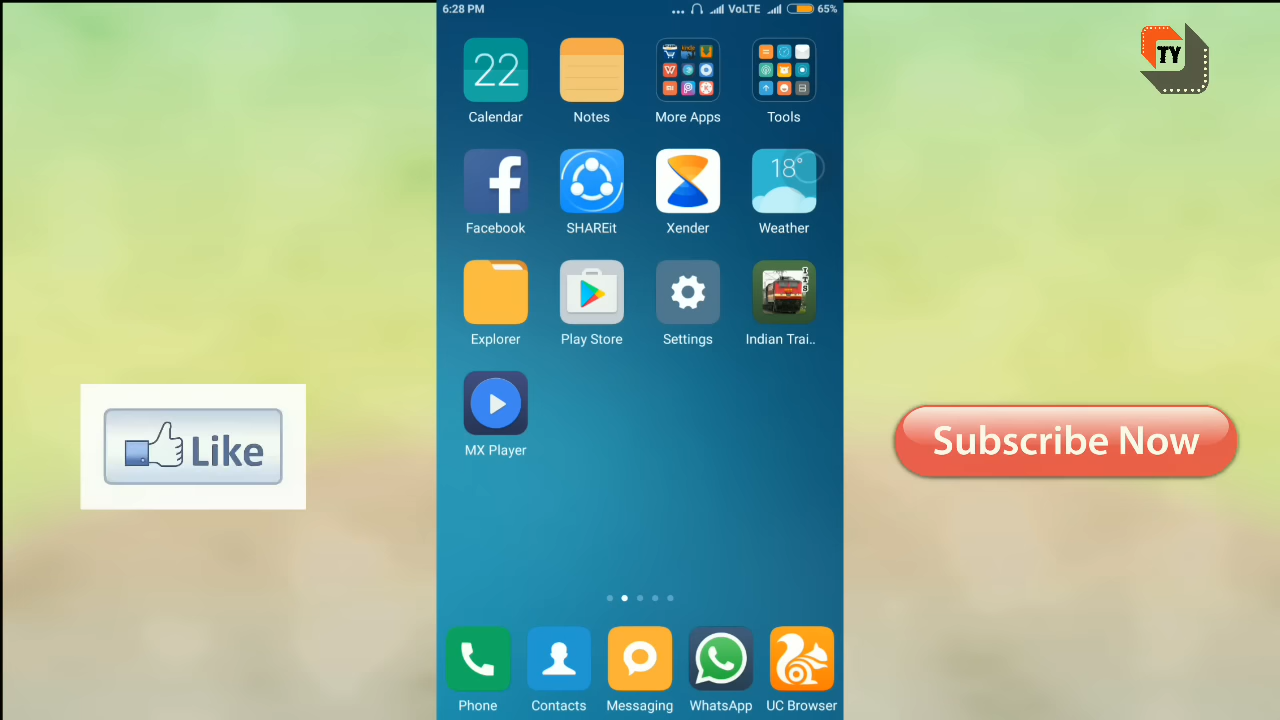 6:28 PM
... VoLTE 65%
TY
22
Calendar
Notes
More Apps
Tools
18°
Facebook
SHAREit
Xender
Weather
Explorer
Play Store
Settings
Indian Trai..
MX Player
Like
Subscribe Now
Phone
Contacts
Messaging
WhatsApp
UC Browser